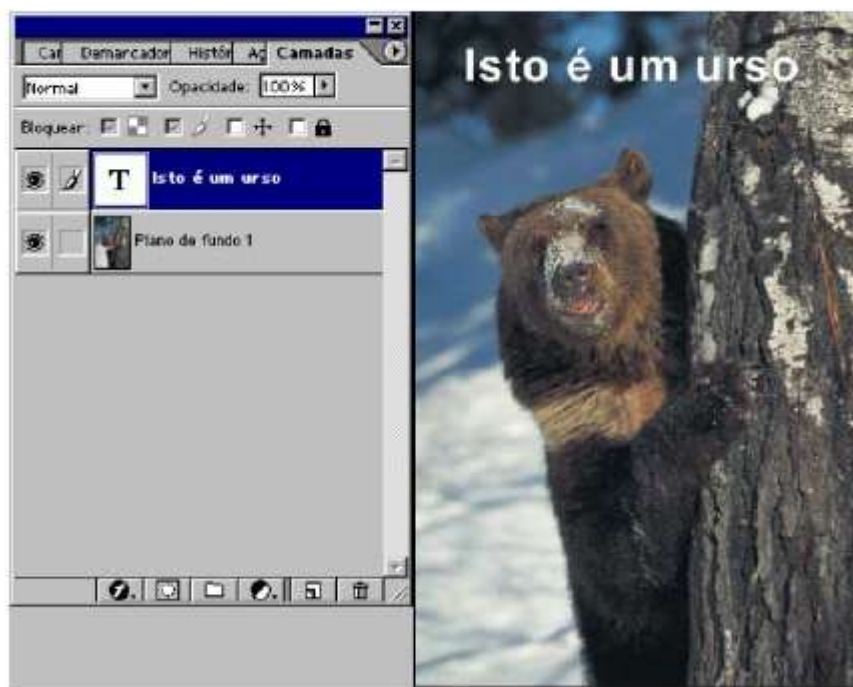 Car Demarcador Histór Aç Camadas
Normal Opacidade: 100%
Bloquear:
T Isto é um urso
Plano de fundo 1
Isto é um urso